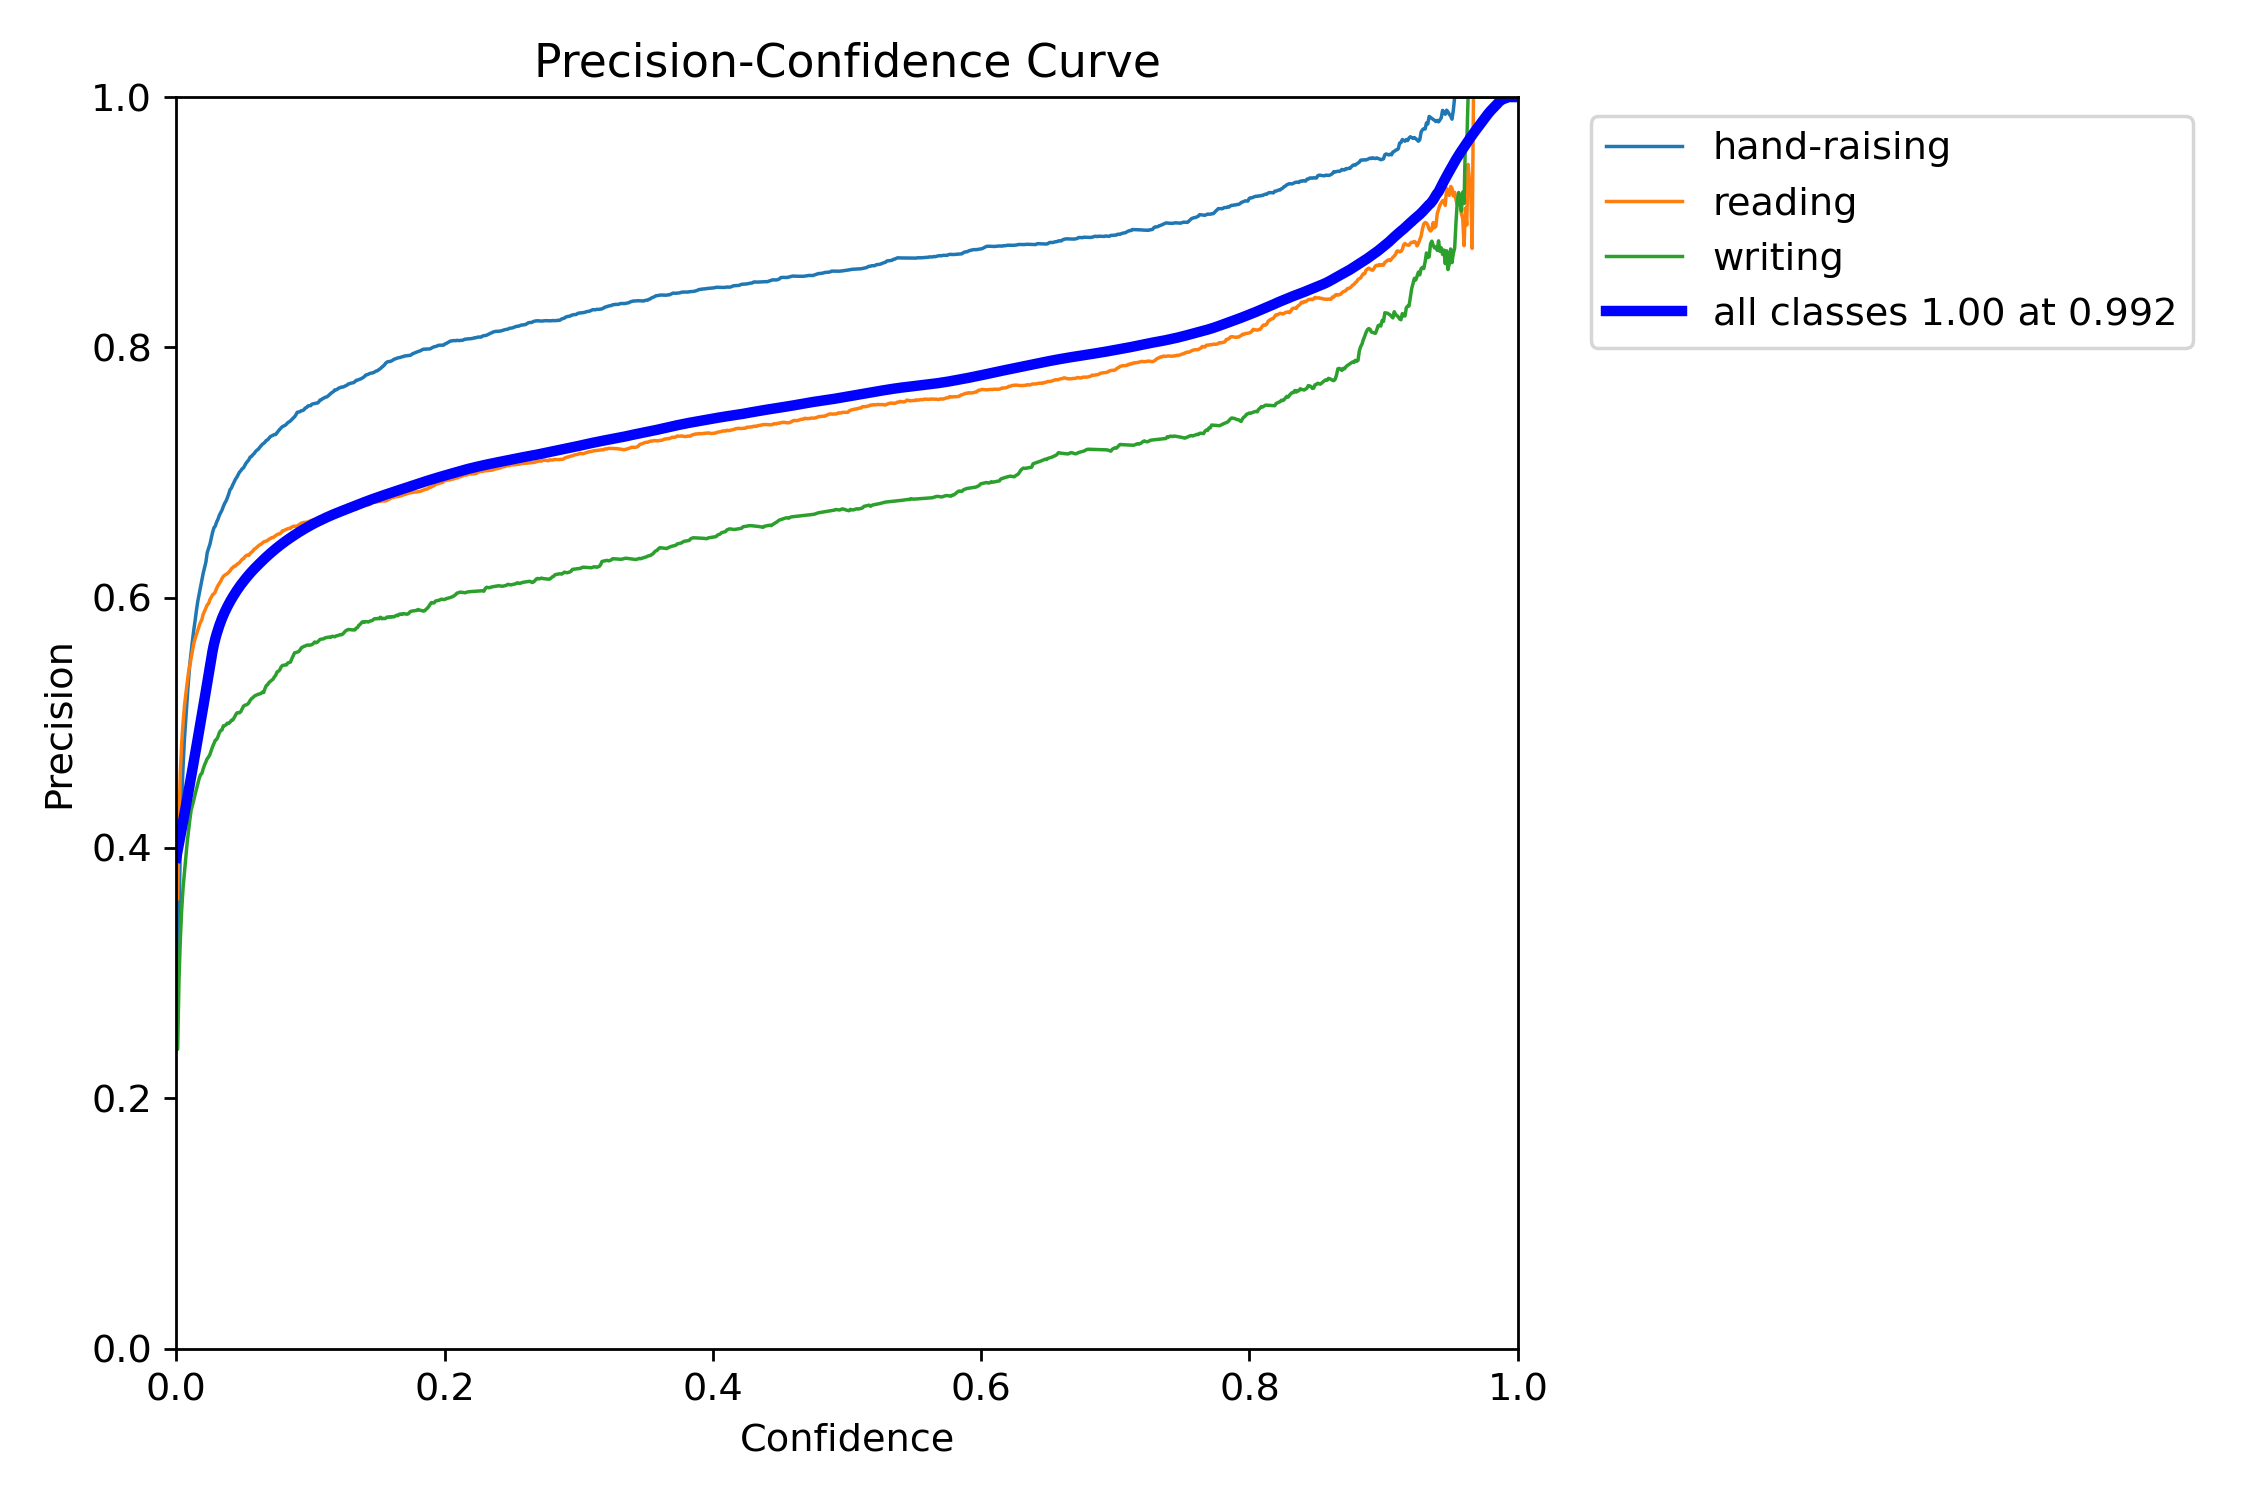 Precision-Confidence Curve
1.0
0.8
0.6
0.4
0.2
0.0
Precision
0.0 0.2 0.4 0.6 0.8 1.0
Confidence
hand-raising
reading
writing
all classes 1.00 at 0.992